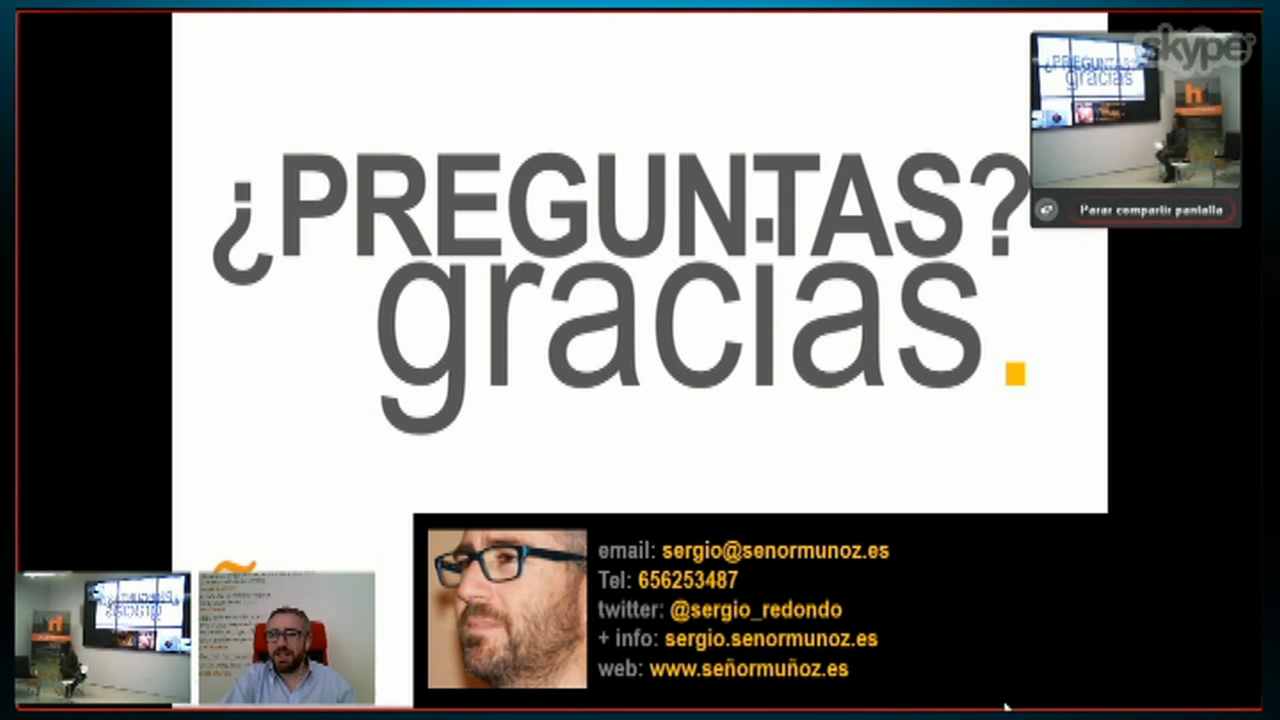 skype
¿PREGUNTAS?
gracias.
Parar compartir pantalla
email: sergio@senormunoz.es
Tel: 656253487
twitter: @sergio_redondo
+ info: sergio.senormunoz.es
web: www.señormuñoz.es